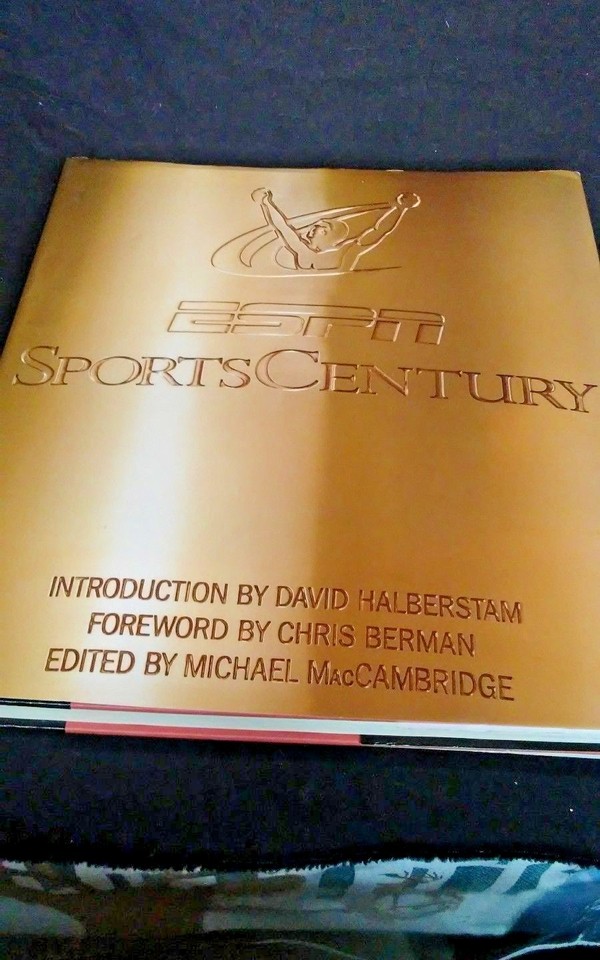 ESPN
SPORTSCENTURY
INTRODUCTION BY DAVID HALBERSTAM
FOREWORD BY CHRIS BERMAN
EDITED BY MICHAEL MACCAMBRIDGE